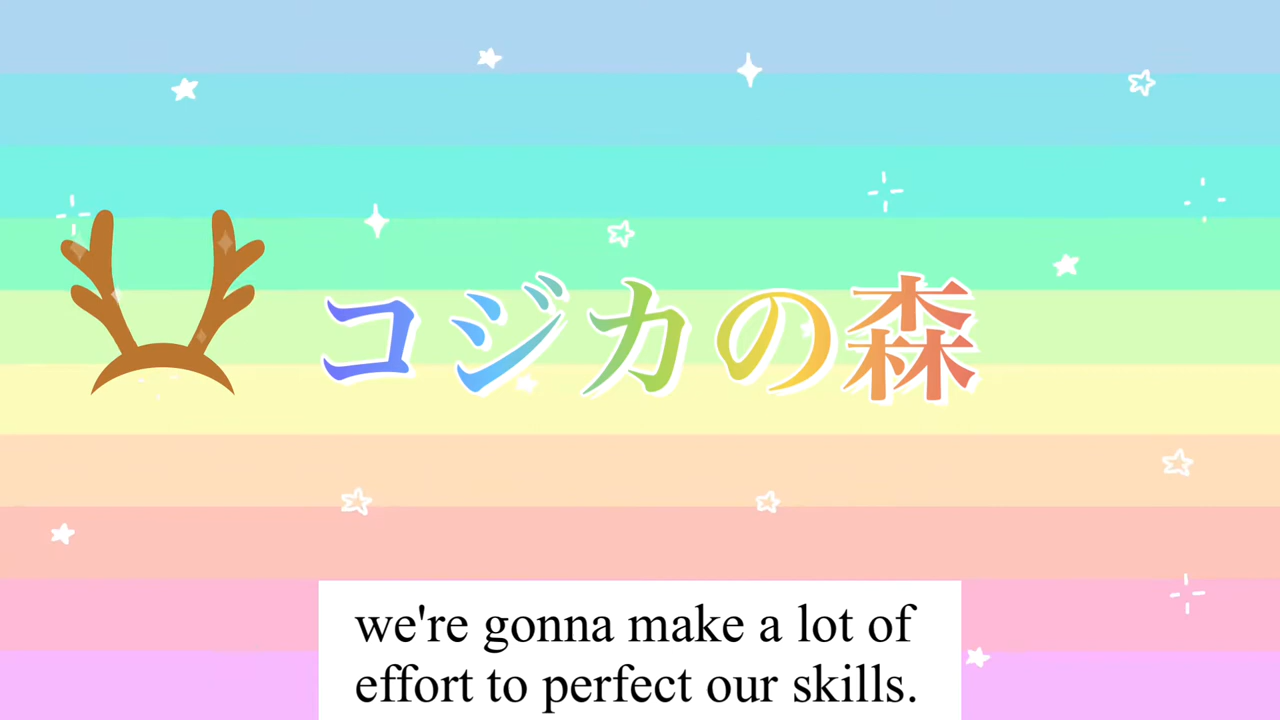 コジカの森
we're gonna make a lot of
effort to perfect our skills.